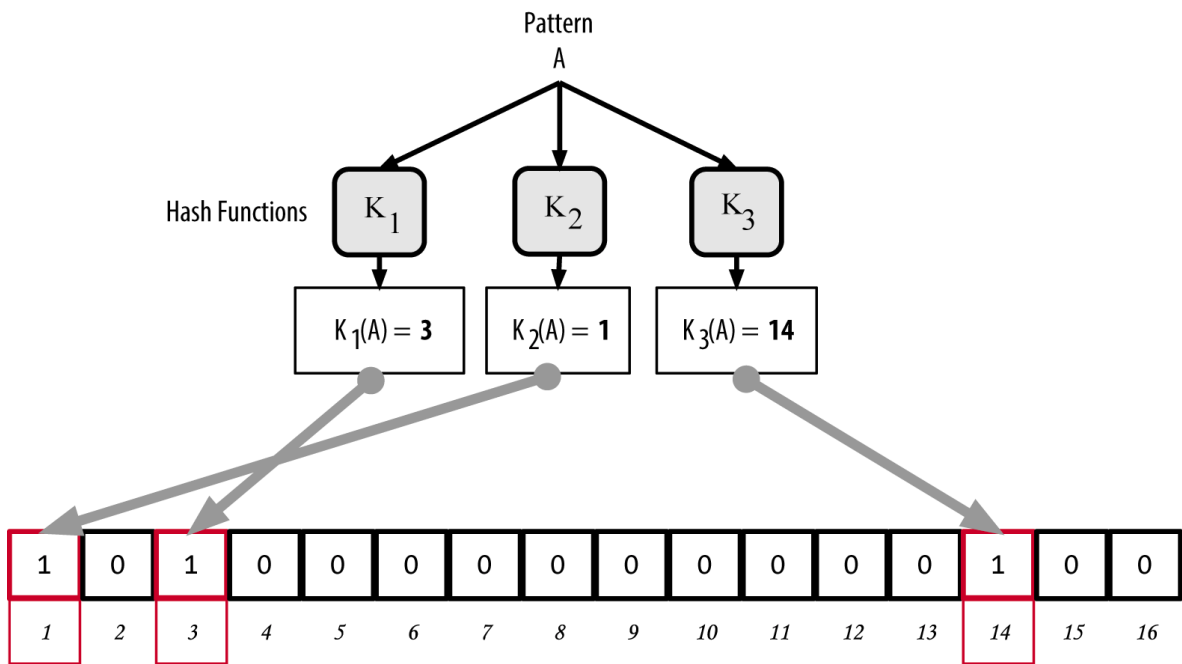 Pattern
A
Hash Functions
K1
K2
K3
K1(A) = 3
K2(A) = 1
K3(A) = 14
1 0 1 0 0 0 0 0 0 0 0 0 0 1 0 0
1 2 3 4 5 6 7 8 9 10 11 12 13 14 15 16